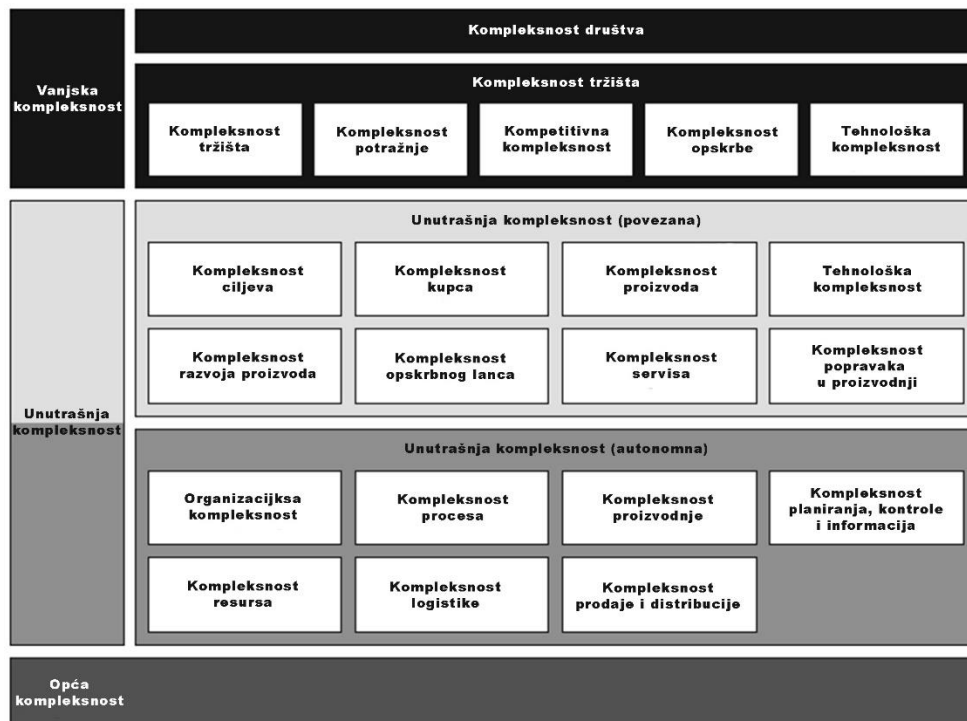 Vanjska
kompleksnost
Kompleksnost društva
Kompleksnost tržišta
Kompleksnost
tržišta
Kompleksnost
potražnje
Kompetitivna
kompleksnost
Kompleksnost
opskrbe
Tehnološka
kompleksnost
Unutrašnja
kompleksnost
Unutrašnja kompleksnost (povezana)
Kompleksnost
ciljeva
Kompleksnost
kupca
Kompleksnost
proizvoda
Tehnološka
kompleksnost
Kompleksnost
razvoja proizvoda
Kompleksnost
opskrbnog lanca
Kompleksnost
servisa
Kompleksnost
popravaka
u proizvodnji
Unutrašnja kompleksnost (autonomna)
Organizacijksa
kompleksnost
Kompleksnost
procesa
Kompleksnost
proizvodnje
Kompleksnost
planiranja, kontrole
i informacija
Kompleksnost
resursa
Kompleksnost
logistike
Kompleksnost
prodaje i distribucije
Opća
kompleksnost